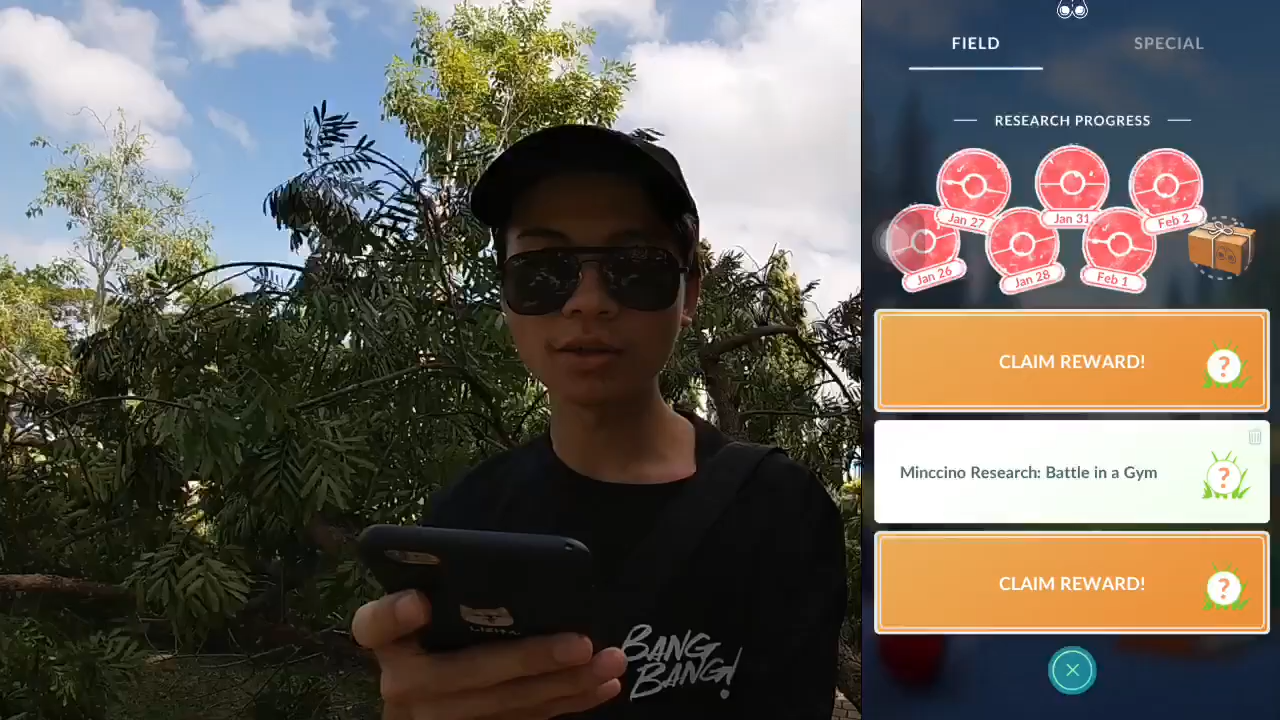 FIELD
SPECIAL
RESEARCH PROGRESS
Jan 27
Jan 31
Feb 2
Jan 26
Jan 28
Feb 1
CLAIM REWARD!
?
Minccino Research: Battle in a Gym
?
CLAIM REWARD!
?
BANG
BANG!